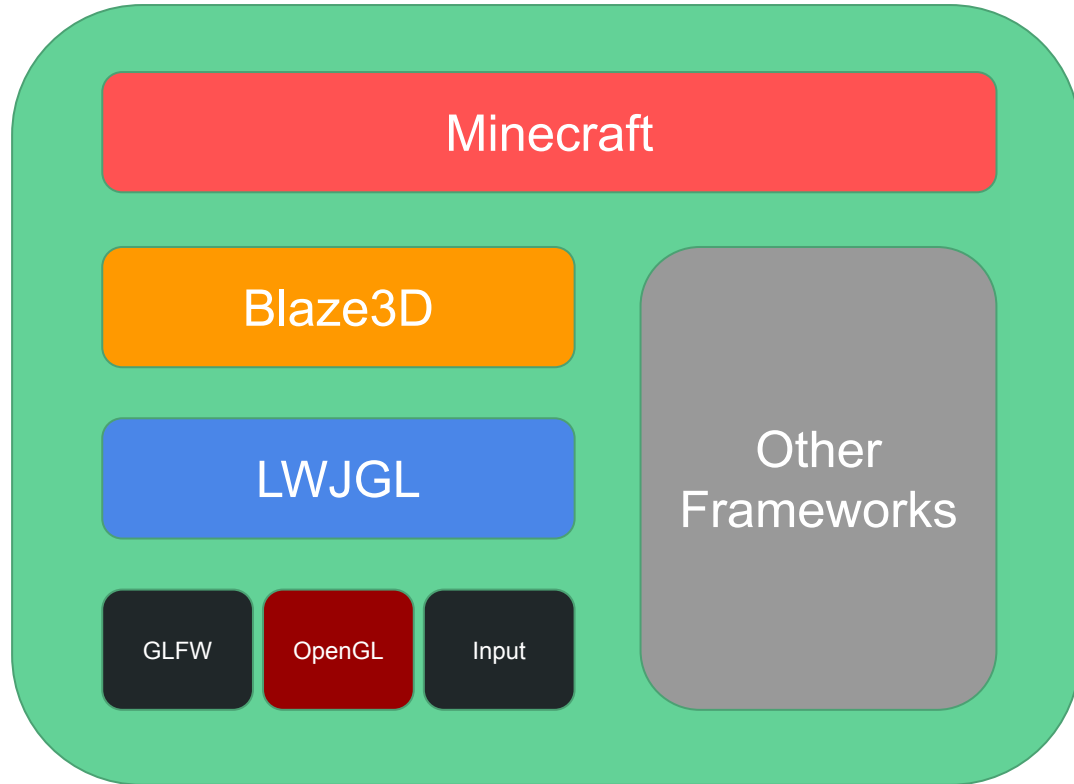 Minecraft
Blaze3D
LWJGL
Other
Frameworks
GLFW
OpenGL
Input